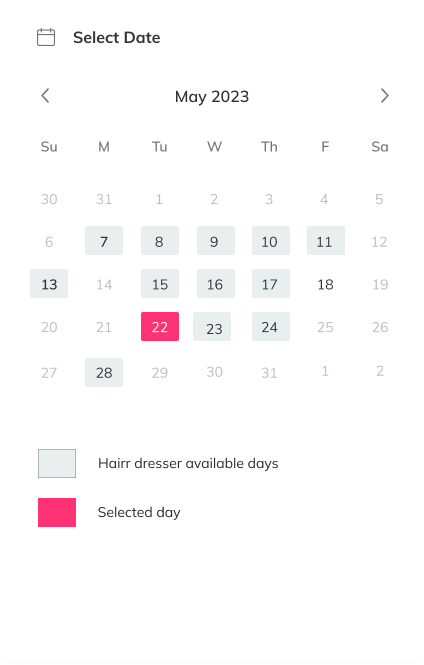 Select Date
May 2023
Su M Tu W Th F Sa
30 31 1 2 3 4 5
6 7 8 9 10 11 12
13 14 15 16 17 18 19
20 21 22 23 24 25 26
27 28 29 30 31 1 2
Hairr dresser available days
Selected day